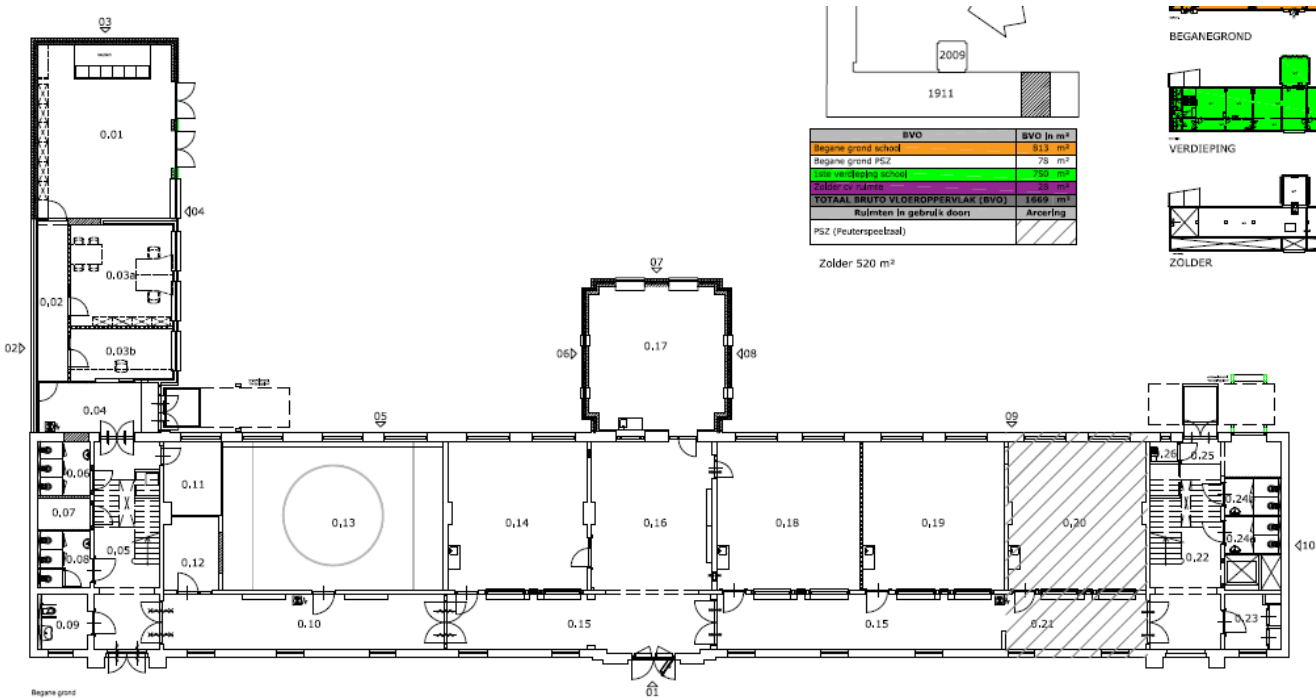 03
BEGANEGROND
2009
1911
VERDIEPING
0.01
BVO BVO in m²
Begane grond school 813 m²
Begane grond PSZ 78 m²
1ste verdieping school 750 m²
Zolder cv ruimte 28 m²
TOTAAL BRUTO VLOEROPPERVLAK (BVO) 1669 m²
Ruimten in gebruik door: Arcering
PSZ (Peuterspeelzaal)
04
Zolder 520 m²
ZOLDER
07
0.03a
0.02
02
0.03b
06
0.17
08
0.04
05
09
0.06
0.11
0.26
0.25
0.07
0.24
0.05
0.08
0.12
0.13
0.14
0.16
0.18
0.19
0.20
0.22
0.24
10
0.09
0.10
0.15
0.15
0.21
0.23
01
Begane grond